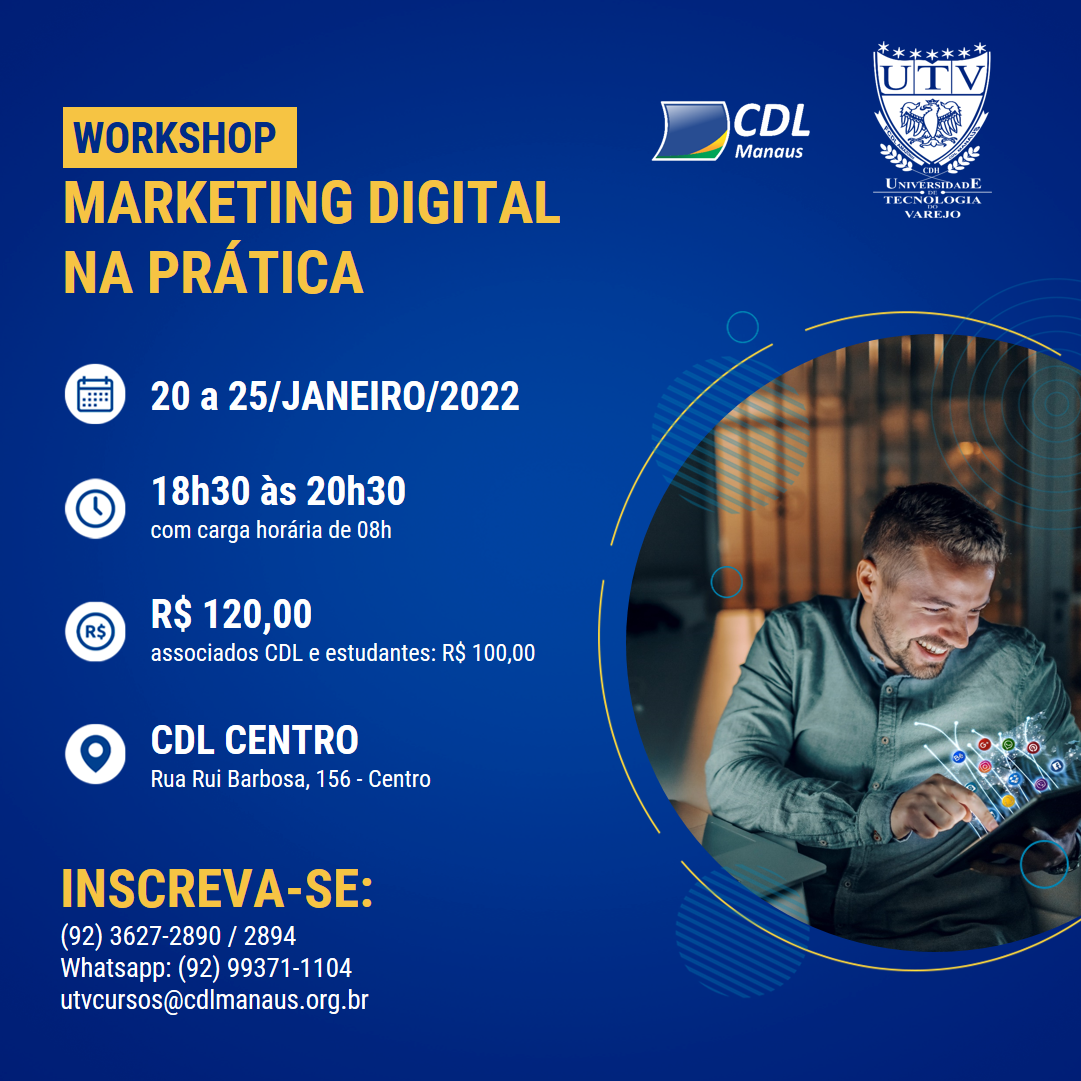 WORKSHOP
MARKETING DIGITAL
NA PRÁTICA
CDL
Manaus
UTV
CDH
UNIVERSIDADE
DE
TECNOLOGIA
DO
VAREJO
20 a 25/JANEIRO/2022
18h30 às 20h30
com carga horária de 08h
R$
R$ 120,00
associados CDL e estudantes: R$ 100,00
CDL CENTRO
Rua Rui Barbosa, 156 - Centro
Bē
INSCREVA-SE:
(92) 3627-2890 / 2894
Whatsapp: (92) 99371-1104
utvcursos@cdlmanaus.org.br